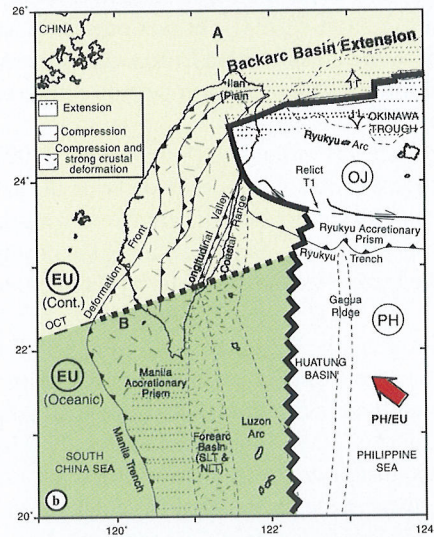 26°
CHINA
A
Backarc Basin Extension
Ilan
Plain
Extension
Compression
Compression and
strong crustal
deformation
OKINAWA
TROUGH
Ryukyu Arc
24°
Relict
T1
OJ
Longitudinal Valley
Coastal Range
Deformation Front
Ryukyu Accretionary
Prism
Ryukyu Trench
EU
(Cont.)
OCT
B
Gagua
Ridge
PH
22°
EU
(Oceanic)
Manila
Accretionary
Prism
HUATUNG
BASIN
PH/EU
Forearc
Basin
(SLT &
NLT)
Luzon
Arc
Manila Trench
SOUTH
CHINA SEA
PHILIPPINE
SEA
b
20°
120°
122°
124